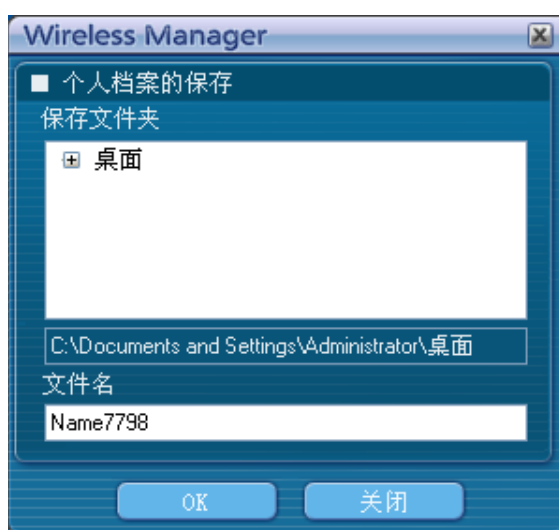 Wireless Manager
个人档案的保存
保存文件夹
桌面
C:\Documents and Settings\Administrator\桌面
文件名
Name7798
OK 关闭